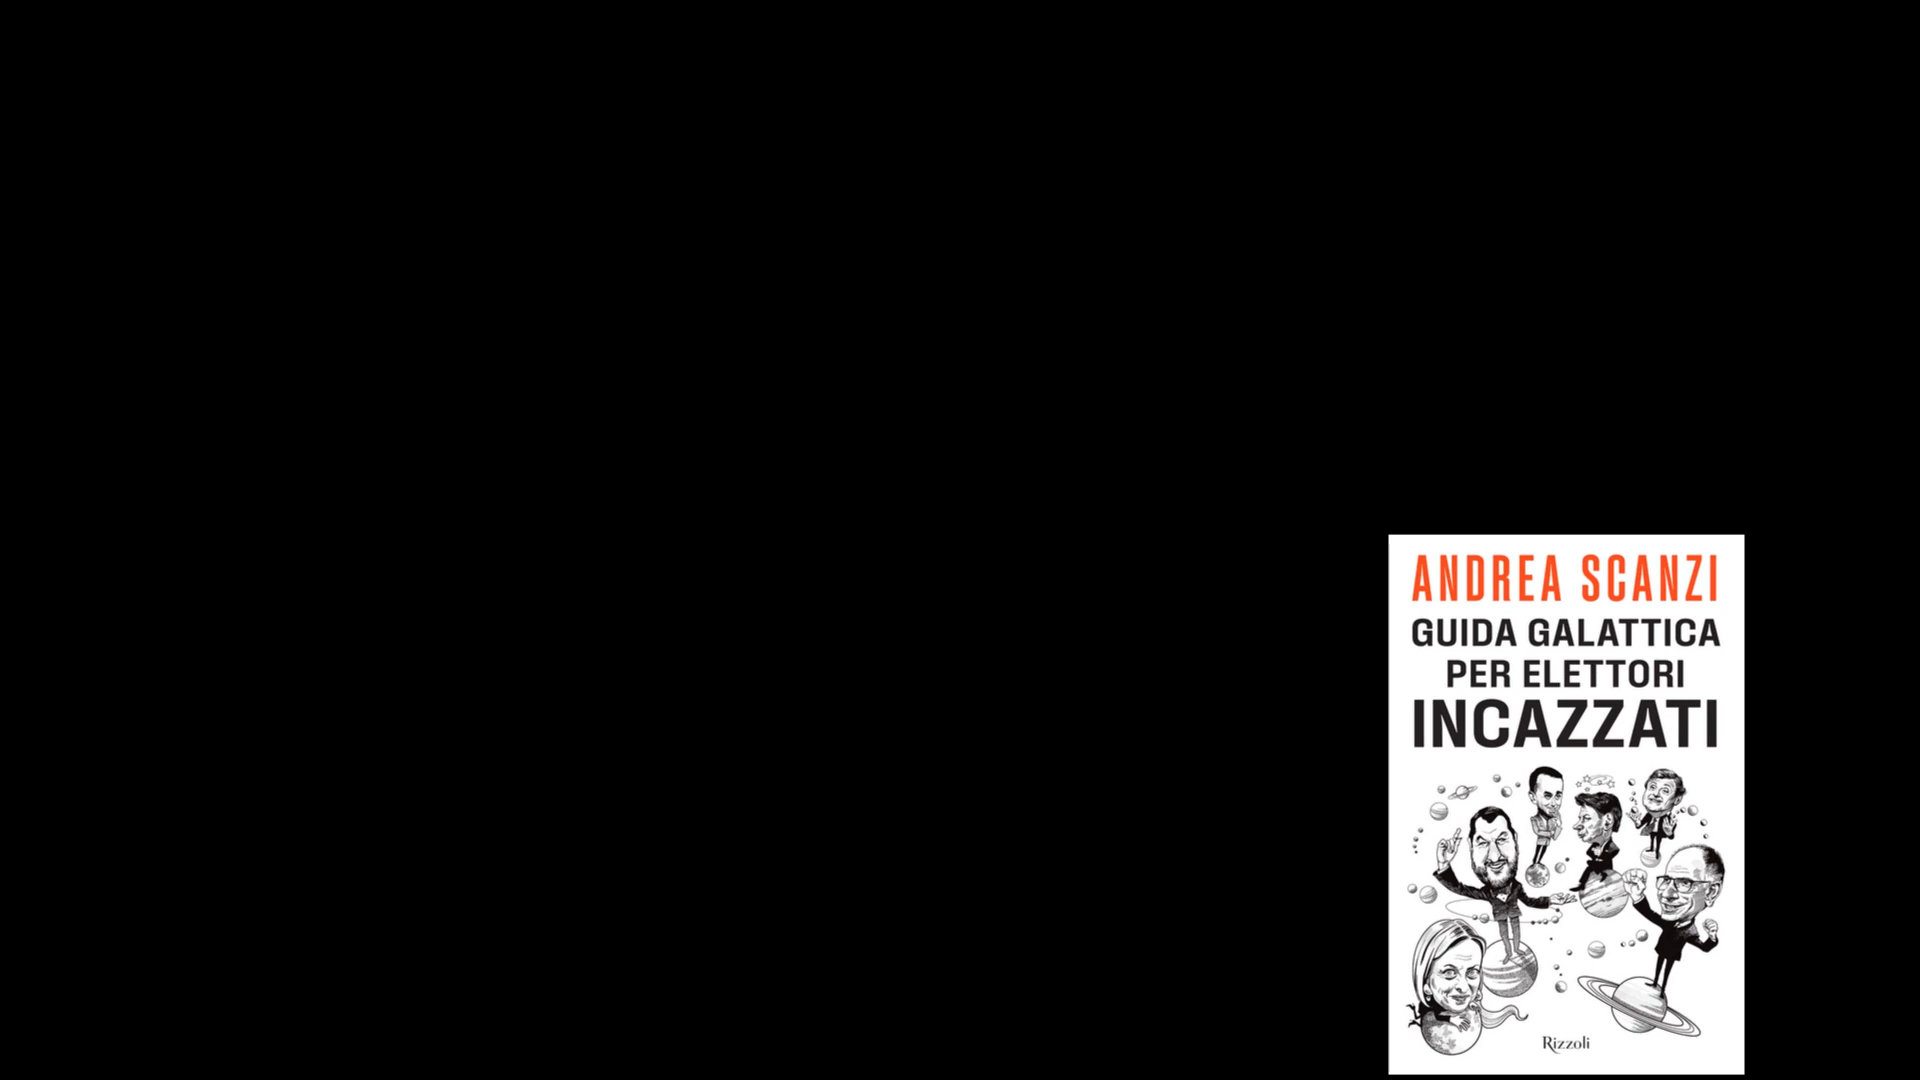 ANDREA SCANZI
GUIDA GALATTICA
PER ELETTORI
INCAZZATI
Rizzoli